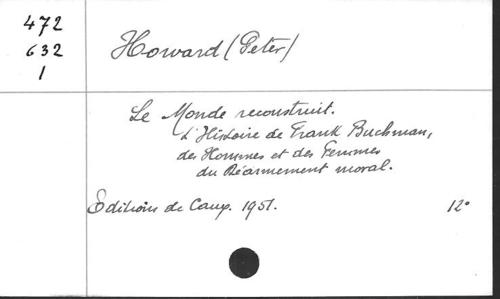 472
632
1
Howard (Peter)
Le Monde reconstruit.
L'Histoire de Frank Buchman,
des Hommes et des Femmes
du Réarmement moral.
Editions de Caux. 1951.
12°